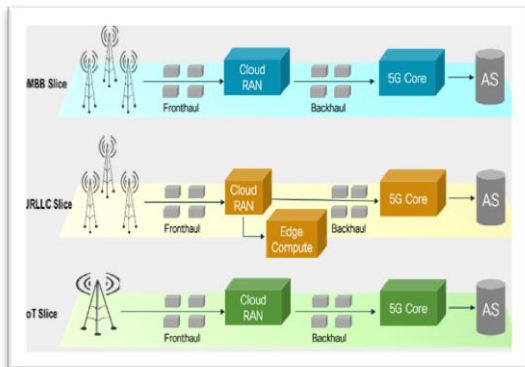 MBB Slice
Cloud
RAN
5G Core
AS
Fronthaul
Backhaul
JRLLC Slice
Cloud
RAN
5G Core
AS
Fronthaul
Edge
Compute
Backhaul
oT Slice
Cloud
RAN
5G Core
AS
Fronthaul
Backhaul